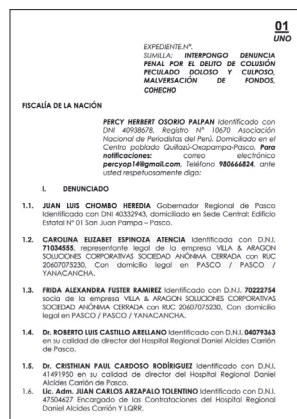 01
UNO
EXPEDIENTE.Nº.
SUMILLA: INTERPONGO DENUNCIA
PENAL POR EL DELITO DE COLUSIÓN
PECULADO DOLOSO Y CULPOSO,
MALVERSACIÓN DE FONDOS,
COHECHO
FISCALÍA DE LA NACIÓN
PERCY HERBERT OSORIO PALPAN Identificado con
DNI 40938678, Registro Nº 10670 Asociación
Nacional de Periodistas del Perú. Domiciliado en el
Centro poblado Quillazú-Oxapampa-Pasco. Para
notificaciones: correo electrónico
percyop14@gmail.com, Teléfono 980666824, ante
usted respetuosamente digo:
I. DENUNCIADO
1.1. JUAN LUIS CHOMBO HEREDIA Gobernador Regional de Pasco
Identificado con DNI 40332943, domiciliado en Sede Central: Edificio
Estatal Nº 01 San Juan Pampa – Pasco.
1.2. CAROLINA ELIZABET ESPINOZA ATENCIA Identificada con D.N.I.
71034555, representante legal de la empresa VILLA & ARAGON
SOLUCIONES CORPORATIVAS SOCIEDAD ANÓNIMA CERRADA con RUC
20607075230, Con domicilio legal en PASCO / PASCO /
YANACANCHA.
1.3. FRIDA ALEXANDRA FUSTER RAMIREZ Identificado con D.N.I. 70222754
socia de la empresa VILLA & ARAGON SOLUCIONES CORPORATIVAS
SOCIEDAD ANÓNIMA CERRADA con RUC 20607075230, Con domicilio
legal en PASCO / PASCO / YANACANCHA.
1.4. Dr. ROBERTO LUIS CASTILLO ARELLANO Identificado con D.N.I. 04079363
en su calidad de director del Hospital Regional Daniel Alcides Carrión
de Pasco.
1.5. Dr. CRISTHIAN PAUL CARDOSO RODÍRIGUEZ Identificado con D.N.I.
41491950 en su calidad de director del Hospital Regional Daniel
Alcides Carrión de Pasco.
1.6. Lic. Adm. JUAN CARLOS ARZAPALO TOLENTINO Identificado con D.N.I.
47504627 Encargado de las Contrataciones del Hospital Regional
Daniel Alcides Carrión Y LQRR.